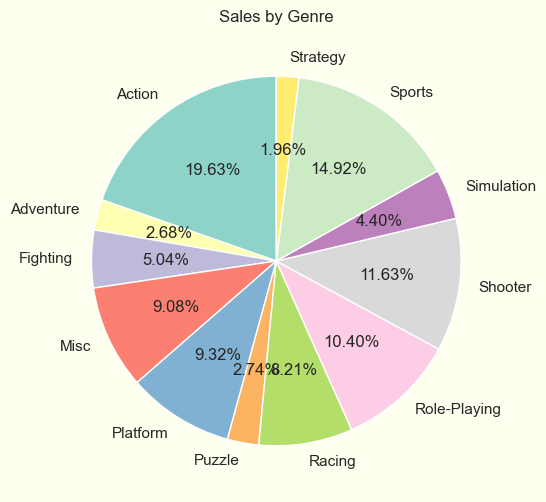 Sales by Genre
Strategy
Sports
Action
1.96%
14.92%
19.63%
Simulation
Adventure
4.40%
2.68%
Fighting
5.04%
11.63%
Shooter
9.08%
10.40%
Misc
9.32%
2.74%
8.21%
Role-Playing
Platform
Puzzle
Racing